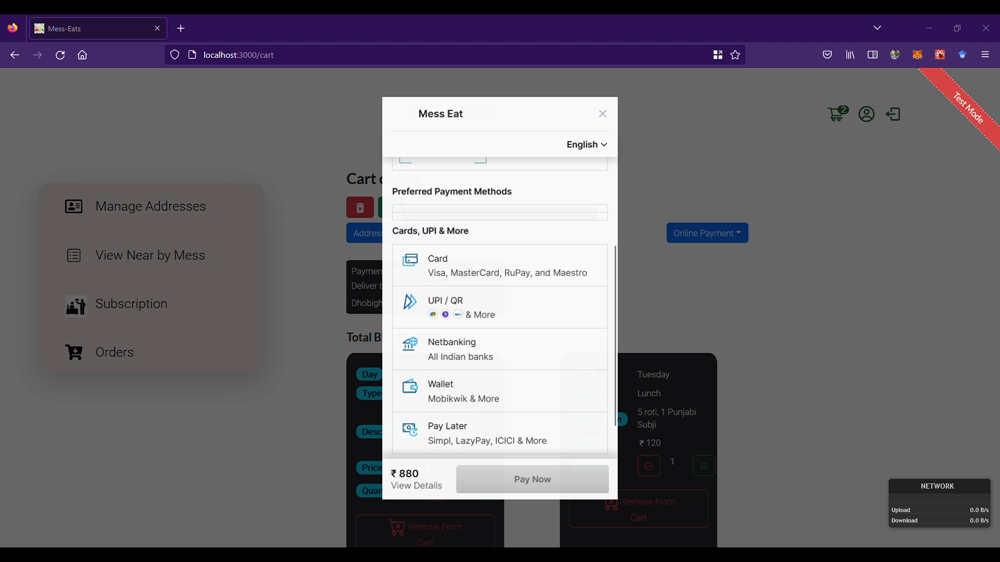 Mess-Eats
localhost:3000/cart
Test Mode
2
Mess Eat
English
Manage Addresses
View Near by Mess
Subscription
Orders
Cart
Preferred Payment Methods
Addres
Online Payment
Cards, UPI & More
Card
Visa, MasterCard, RuPay, and Maestro
Paymen
Deliver t
Dhobigh
UPI / QR
& More
Total B
Netbanking
All Indian banks
Wallet
Mobikwik & More
Pay Later
Simpl, LazyPay, ICICI & More
₹ 880
View Details
Pay Now
Day
Type
Desc
Price
Quan
Remove From
Cart
Tuesday
Lunch
n
5 roti, 1 Punjabi
Subji
₹ 120
1
Remove From
Cart
NETWORK
Upload 0.0 B/s
Download 0.0 B/s